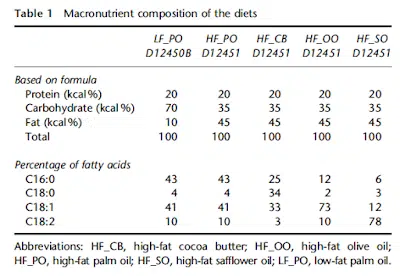 Table 1 Macronutrient composition of the diets
LF_PO HF_PO HF_CB HF_OO HF_SO
D12450B D12451 D12451 D12451 D12451
Based on formula
Protein (kcal%) 20 20 20 20 20
Carbohydrate (kcal%) 70 35 35 35 35
Fat (kcal%) 10 45 45 45 45
Total 100 100 100 100 100
Percentage of fatty acids
C16:0 43 43 25 12 6
C18:0 4 4 34 2 3
C18:1 41 41 33 73 12
C18:2 10 10 3 10 78
Abbreviations: HF_CB, high-fat cocoa butter; HF_OO, high-fat olive oil;
HF_PO, high-fat palm oil; HF_SO, high-fat safflower oil; LF_PO, low-fat palm oil.